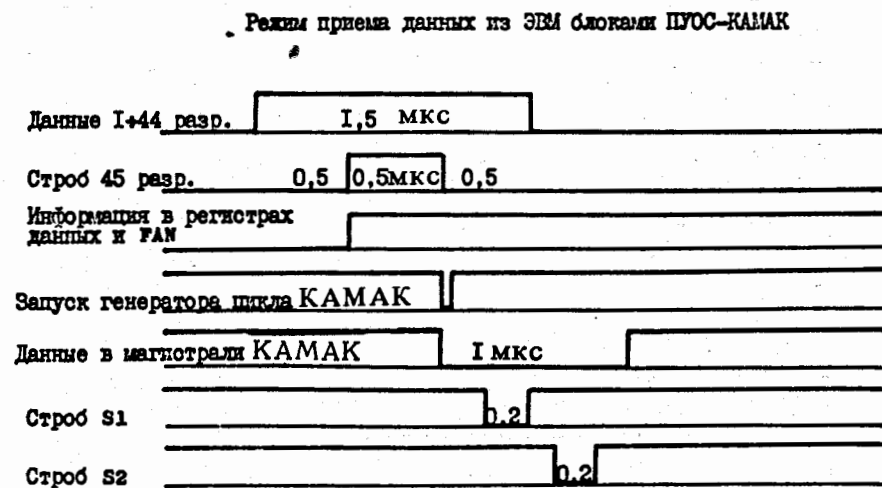 Режим приема данных из ЭВМ блоками ПУОС-КАМАК
Данные I+44 разр. I,5 мкс
Строб 45 разр. 0,5 0,5мкс 0,5
Информация в регистрах
данных и FAN
Запуск генератора цикла КАМАК
Данные в магистрали КАМАК I мкс
Строб S1 0.2
Строб S2 0.2